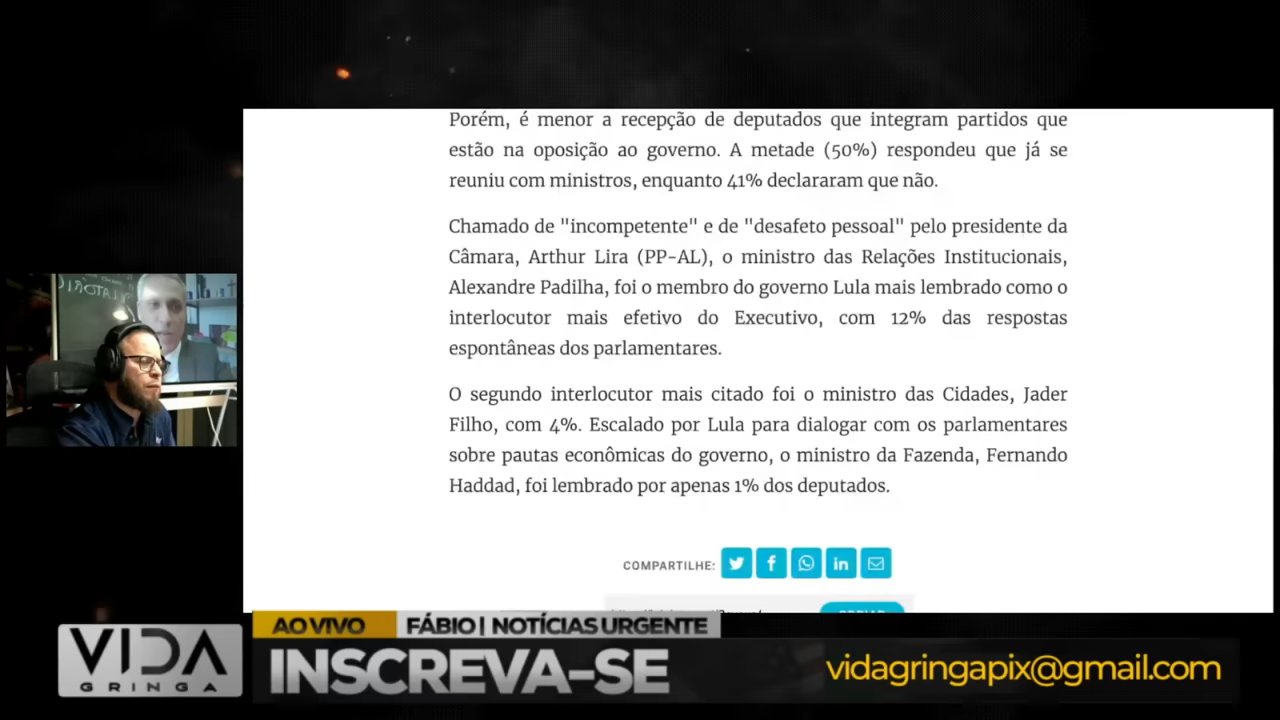 Porém, é menor a recepção de deputados que integram partidos que
estão na oposição ao governo. A metade (50%) respondeu que já se
reuniu com ministros, enquanto 41% declararam que não.
Chamado de "incompetente" e de "desafeto pessoal" pelo presidente da
Câmara, Arthur Lira (PP-AL), o ministro das Relações Institucionais,
Alexandre Padilha, foi o membro do governo Lula mais lembrado como o
interlocutor mais efetivo do Executivo, com 12% das respostas
espontâneas dos parlamentares.
O segundo interlocutor mais citado foi o ministro das Cidades, Jader
Filho, com 4%. Escalado por Lula para dialogar com os parlamentares
sobre pautas econômicas do governo, o ministro da Fazenda, Fernando
Haddad, foi lembrado por apenas 1% dos deputados.
COMPARTILHE:
AO VIVO
FÁBIO | NOTÍCIAS URGENTE
VIDA
GRINGA
INSCREVA-SE
vidagringapix@gmail.com